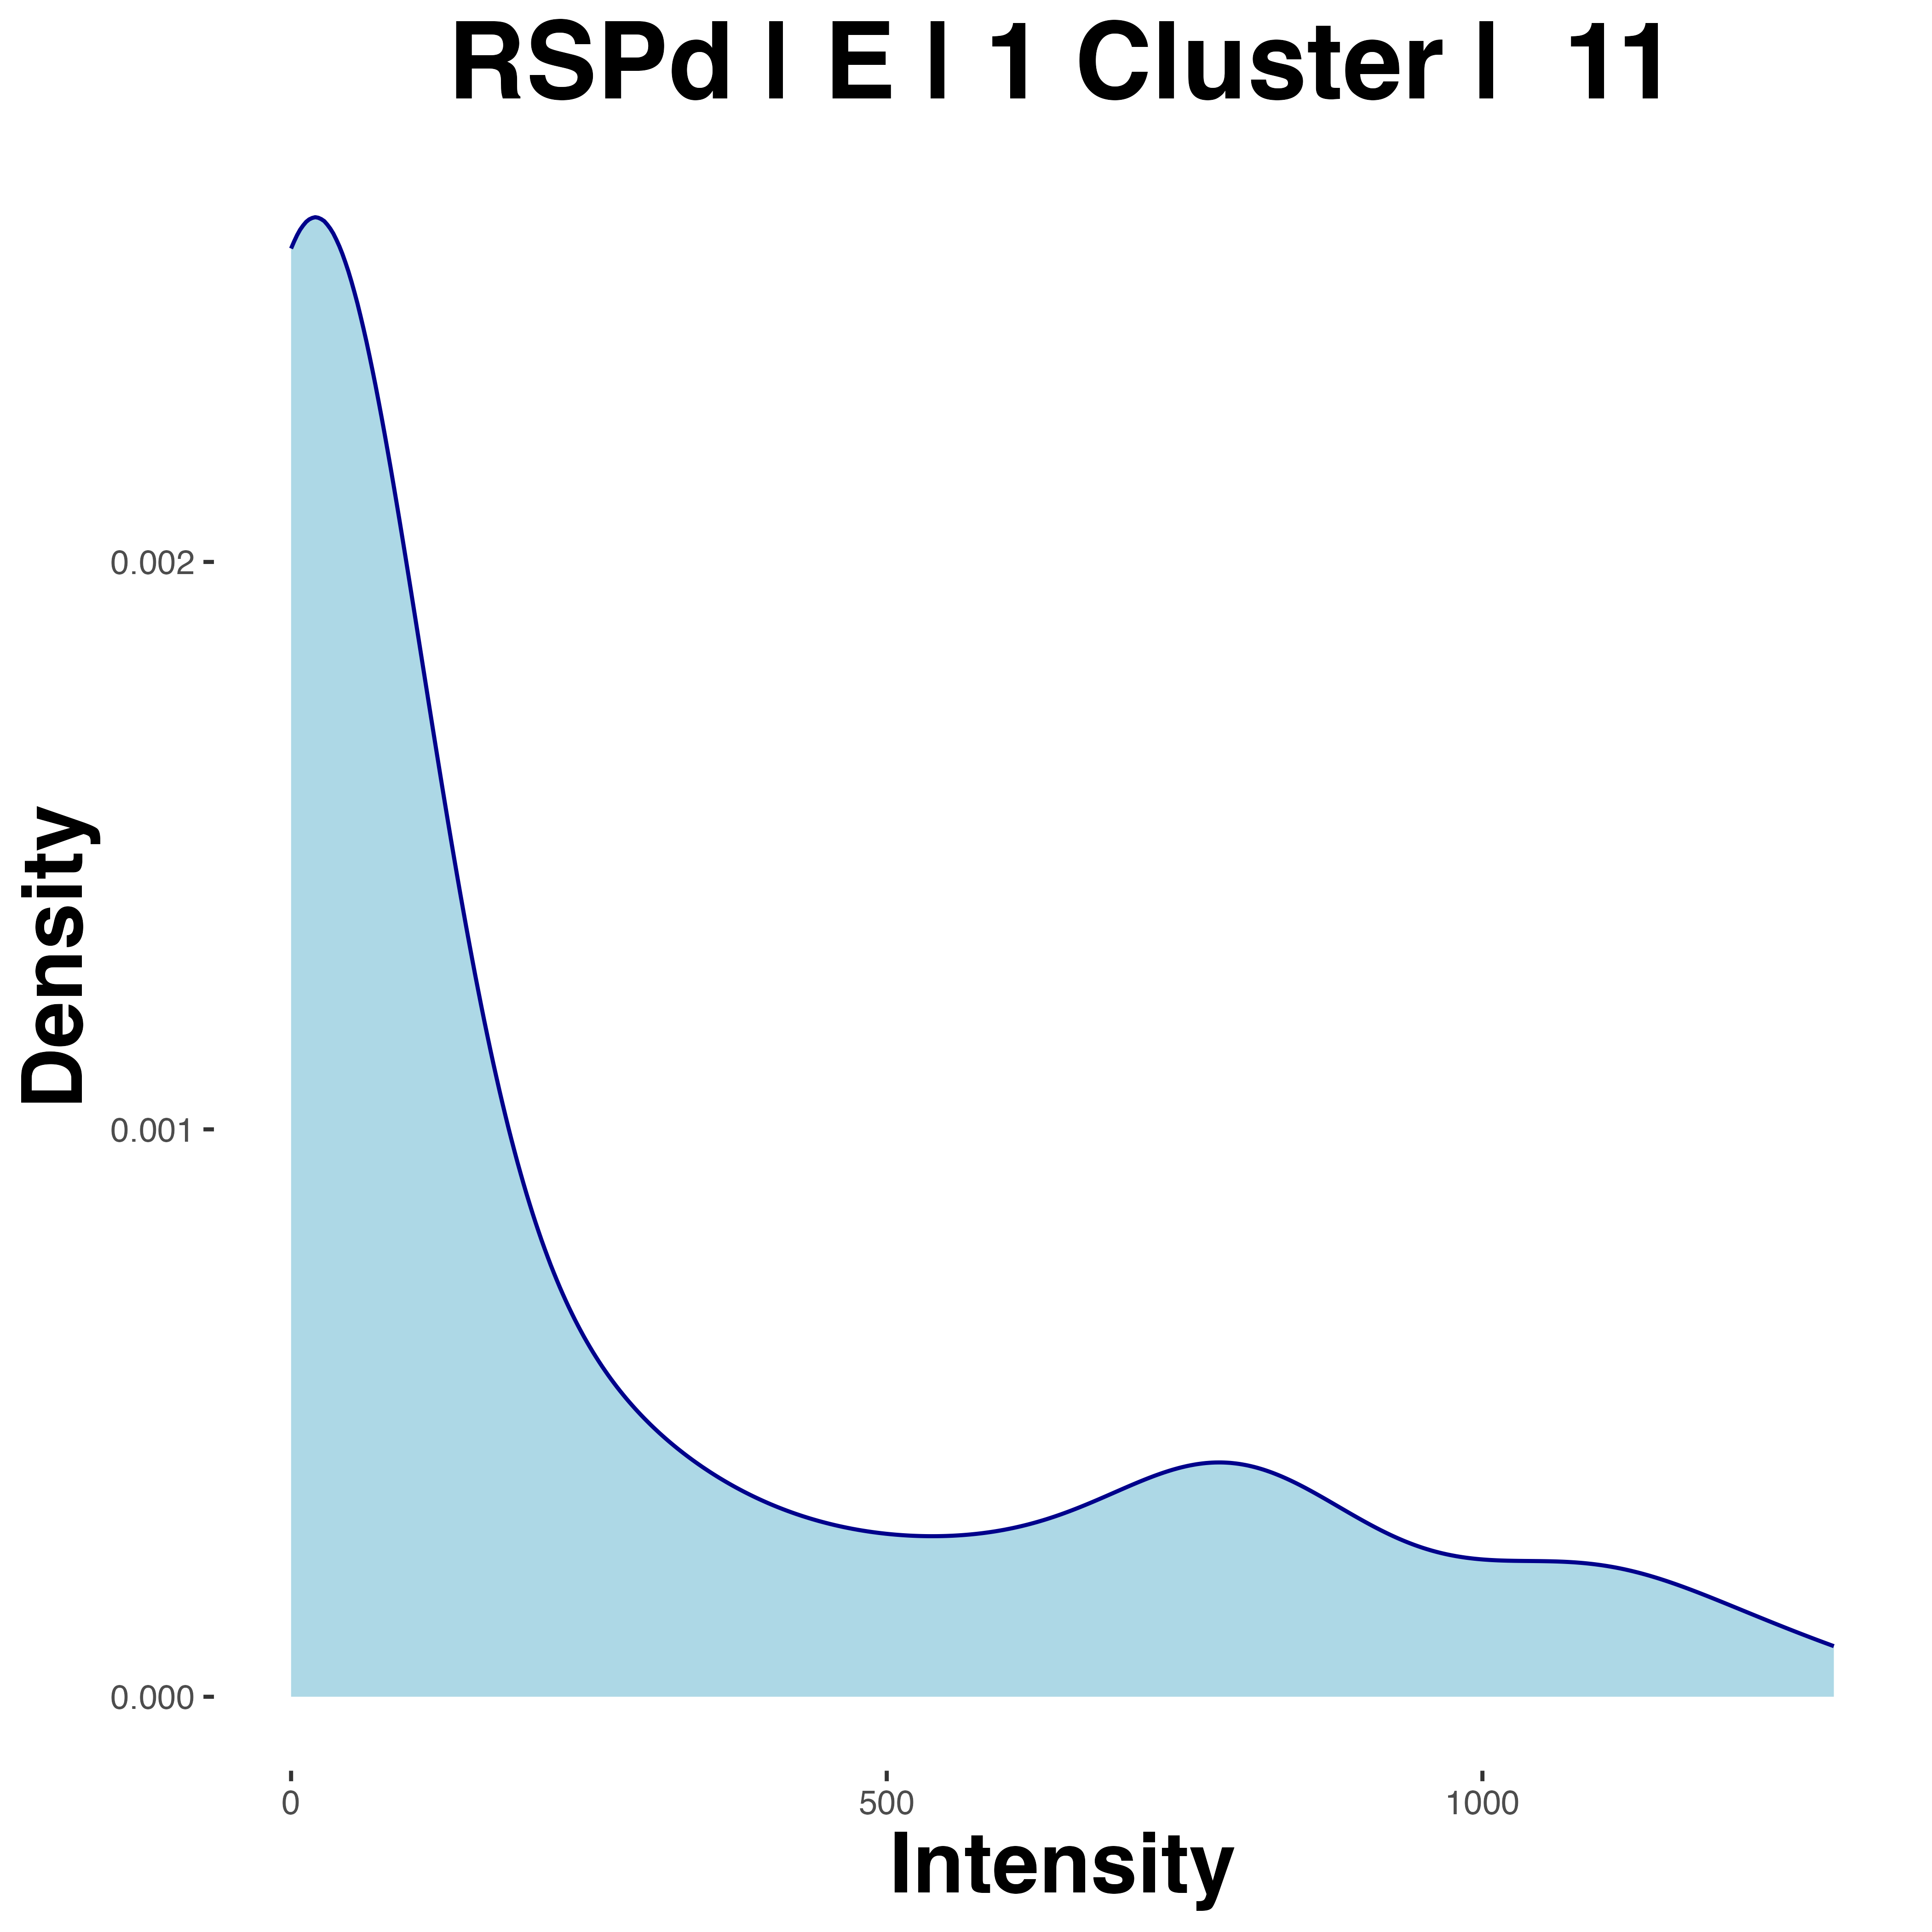 RSPd | E | 1 Cluster | 11
Density
0.002
0.001
0.000
0 500 1000
Intensity